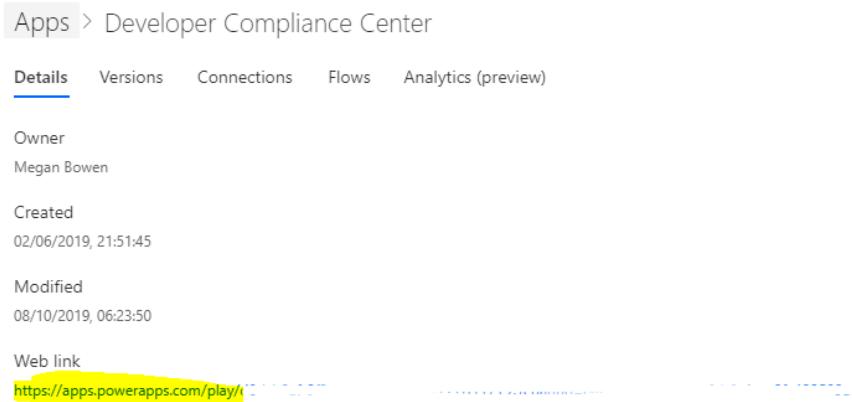 Apps > Developer Compliance Center
Details Versions Connections Flows Analytics (preview)
Owner
Megan Bowen
Created
02/06/2019, 21:51:45
Modified
08/10/2019, 06:23:50
Web link
https://apps.powerapps.com/play/